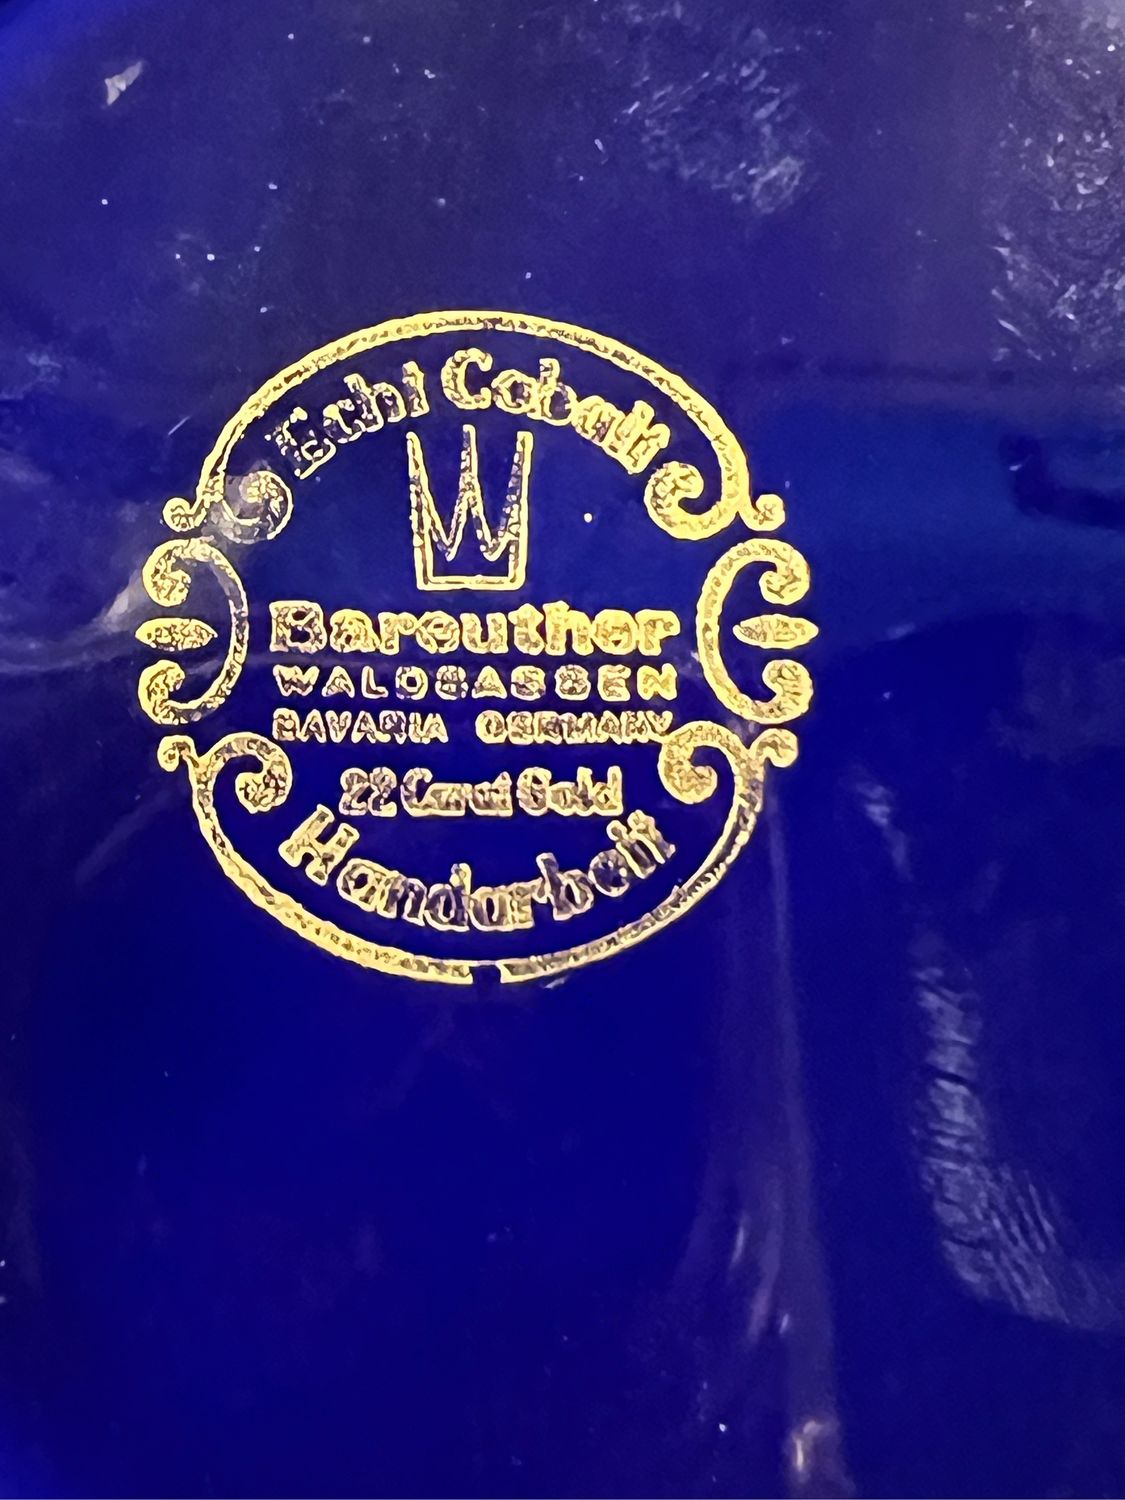 Echt Cobalt
W
Bareuther
WALDSASSEN
BAVARIA GERMANY
22 Carat Gold
Handarbeit